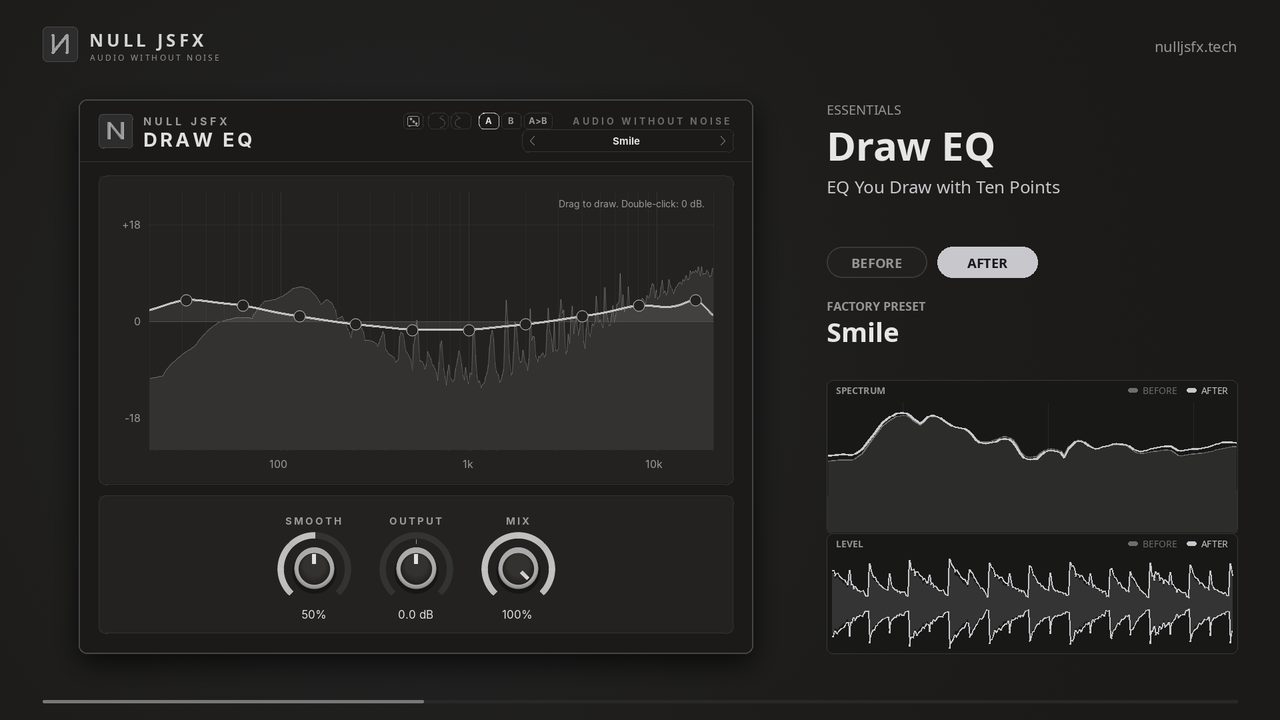 NULL JSFX
AUDIO WITHOUT NOISE
nulljsfx.tech
N
NULL JSFX
DRAW EQ
A
B
A>B
AUDIO WITHOUT NOISE
Smile
Drag to draw. Double-click: 0 dB.
+18
0
-18
100
1k
10k
SMOOTH
OUTPUT
MIX
50%
0.0 dB
100%
ESSENTIALS
Draw EQ
EQ You Draw with Ten Points
BEFORE
AFTER
FACTORY PRESET
Smile
SPECTRUM
BEFORE
AFTER
LEVEL
BEFORE
AFTER